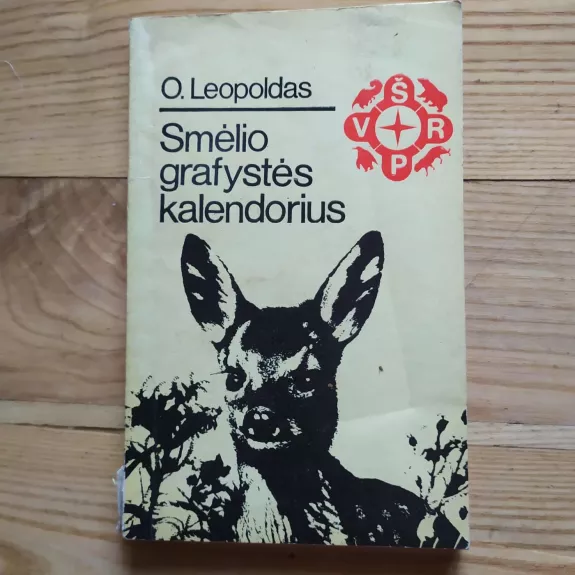 O. Leopoldas
Smėlio
grafystės
kalendorius
Š
V R
P